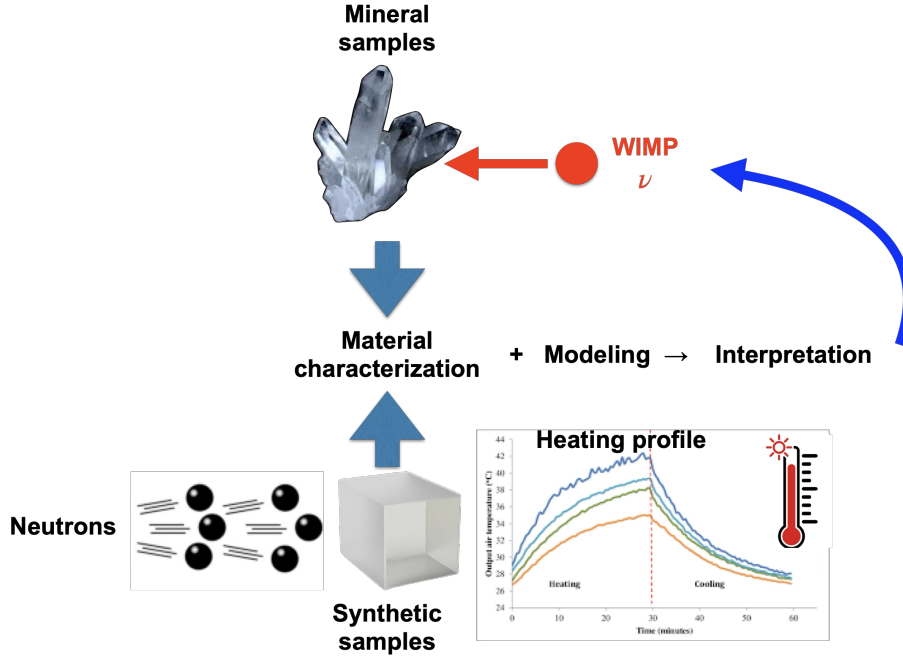 Mineral
samples
WIMP
ν
Material
characterization
+ Modeling → Interpretation
Heating profile
Output air temperature (°C)
44
42
40
38
36
34
32
30
28
26
24
Heating
Cooling
0
10
20
30
40
50
60
Time (minutes)
Neutrons
Synthetic
samples